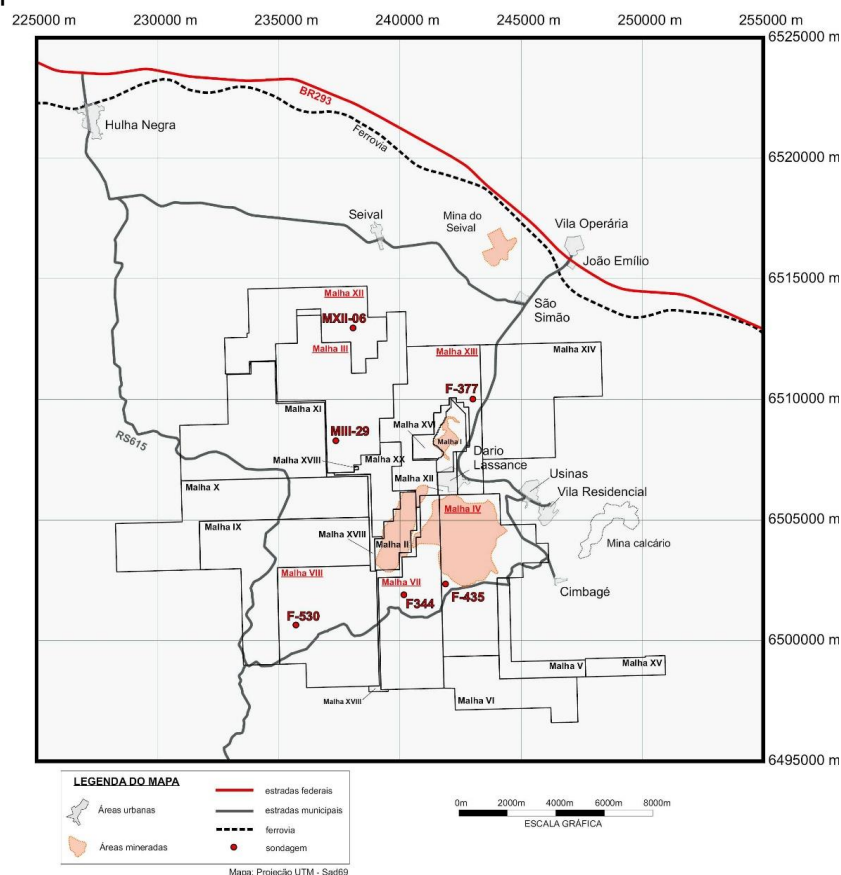 225000 m
230000 m
235000 m
240000 m
245000 m
250000 m
255000 m
6525000 m
BR293
Hulha Negra
Ferrovia
6520000 m
Seival
Mina do
Seival
Vila Operária
João Emílio
6515000 m
Malha XII
São
Simão
MXII-06
Malha III
Malha XIII
Malha XIV
F-377
6510000 m
Malha XI
Malha XVI
MIII-29
Malha I
RS615
Dario
Lassance
Malha XVIII
Malha XX
Malha XII
Usinas
Malha X
Vila Residencial
Malha IV
6505000 m
Malha IX
Malha XVIII
Malha II
Mina calcário
Malha VIII
Malha VII
Cimbagé
F344
F-435
F-530
6500000 m
Malha V
Malha XV
Malha XVIII
Malha VI
6495000 m
LEGENDA DO MAPA
Áreas urbanas
Áreas mineradas
estradas federais
estradas municipais
ferrovia
sondagem
0m
2000m
4000m
6000m
8000m
ESCALA GRÁFICA
Mapa: Projeção UTM - Sad69